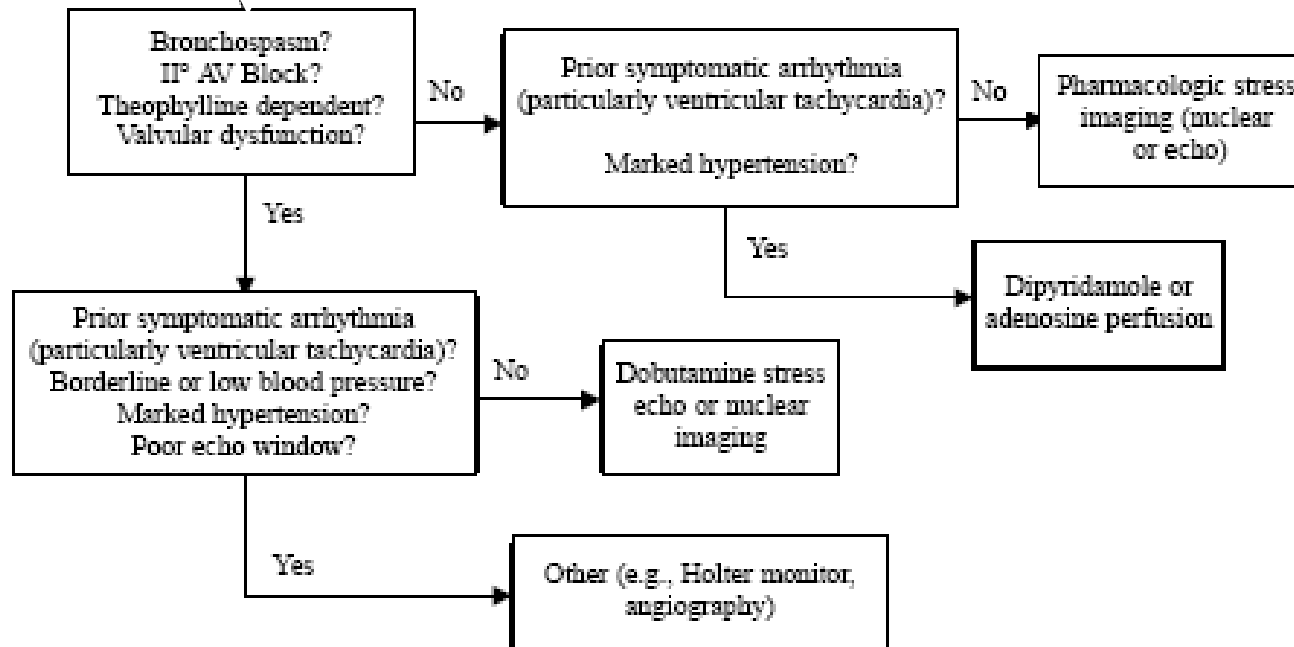 Bronchospasm?
IIº AV Block?
Theophylline dependent?
Valvular dysfunction?
No
Prior symptomatic arrhythmia
(particularly ventricular tachycardia)?
Marked hypertension?
No
Pharmacologic stress
imaging (nuclear
or echo)
Yes
Yes
Dipyridamole or
adenosine perfusion
Prior symptomatic arrhythmia
(particularly ventricular tachycardia)?
Borderline or low blood pressure?
Marked hypertension?
Poor echo window?
No
Dobutamine stress
echo or nuclear
imaging
Yes
Other (e.g., Holter monitor,
angiography)